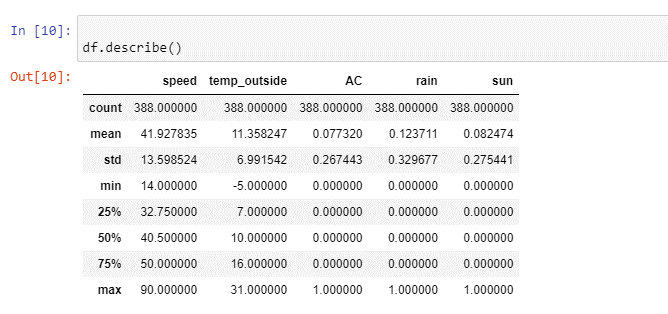 In [10]:
df.describe()
Out[10]:
speed temp_outside AC rain sun
count 388.000000 388.000000 388.000000 388.000000 388.000000
mean 41.927835 11.358247 0.077320 0.123711 0.082474
std 13.598524 6.991542 0.267443 0.329677 0.275441
min 14.000000 -5.000000 0.000000 0.000000 0.000000
25% 32.750000 7.000000 0.000000 0.000000 0.000000
50% 40.500000 10.000000 0.000000 0.000000 0.000000
75% 50.000000 16.000000 0.000000 0.000000 0.000000
max 90.000000 31.000000 1.000000 1.000000 1.000000